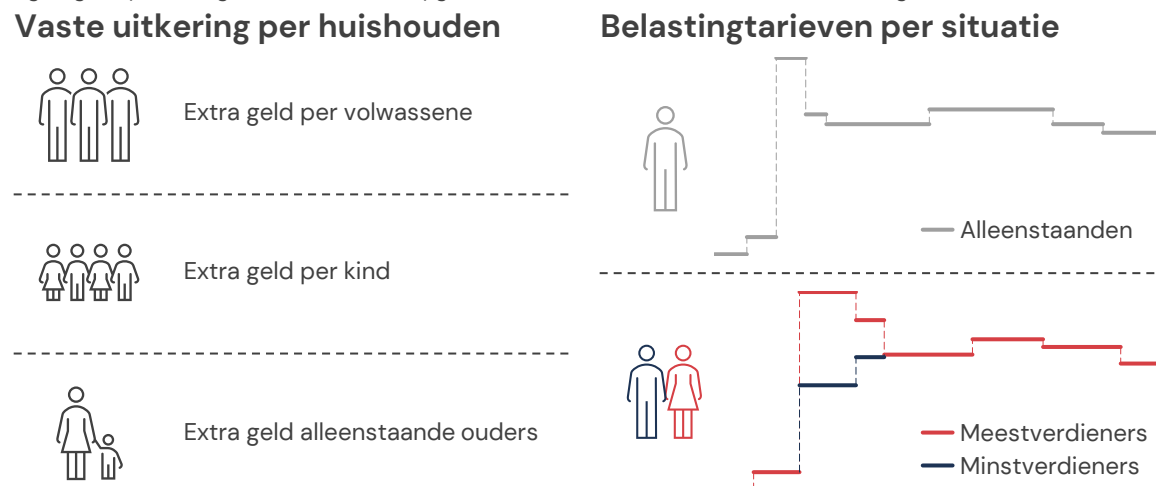 Vaste uitkering per huishouden
Extra geld per volwassene
Extra geld per kind
Extra geld alleenstaande ouders
Belastingtarieven per situatie
Alleenstaanden
Meestverdieners
Minstverdieners